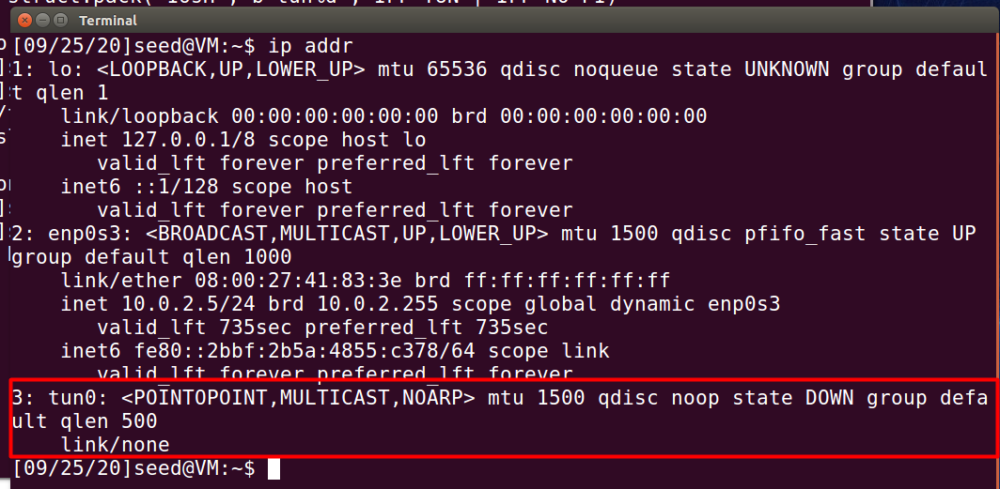 struct.pack('16sH', b'tun%d', IFF_TUN | IFF_NO_PI)
Terminal
[09/25/20]seed@VM:~$ ip addr
1: lo: <LOOPBACK,UP,LOWER_UP> mtu 65536 qdisc noqueue state UNKNOWN group defaul
t qlen 1
    link/loopback 00:00:00:00:00:00 brd 00:00:00:00:00:00
    inet 127.0.0.1/8 scope host lo
       valid_lft forever preferred_lft forever
    inet6 ::1/128 scope host
       valid_lft forever preferred_lft forever
2: enp0s3: <BROADCAST,MULTICAST,UP,LOWER_UP> mtu 1500 qdisc pfifo_fast state UP
group default qlen 1000
    link/ether 08:00:27:41:83:3e brd ff:ff:ff:ff:ff:ff
    inet 10.0.2.5/24 brd 10.0.2.255 scope global dynamic enp0s3
       valid_lft 735sec preferred_lft 735sec
    inet6 fe80::2bbf:2b5a:4855:c378/64 scope link
       valid_lft forever preferred_lft forever
3: tun0: <POINTOPOINT,MULTICAST,NOARP> mtu 1500 qdisc noop state DOWN group defa
ult qlen 500
    link/none
[09/25/20]seed@VM:~$